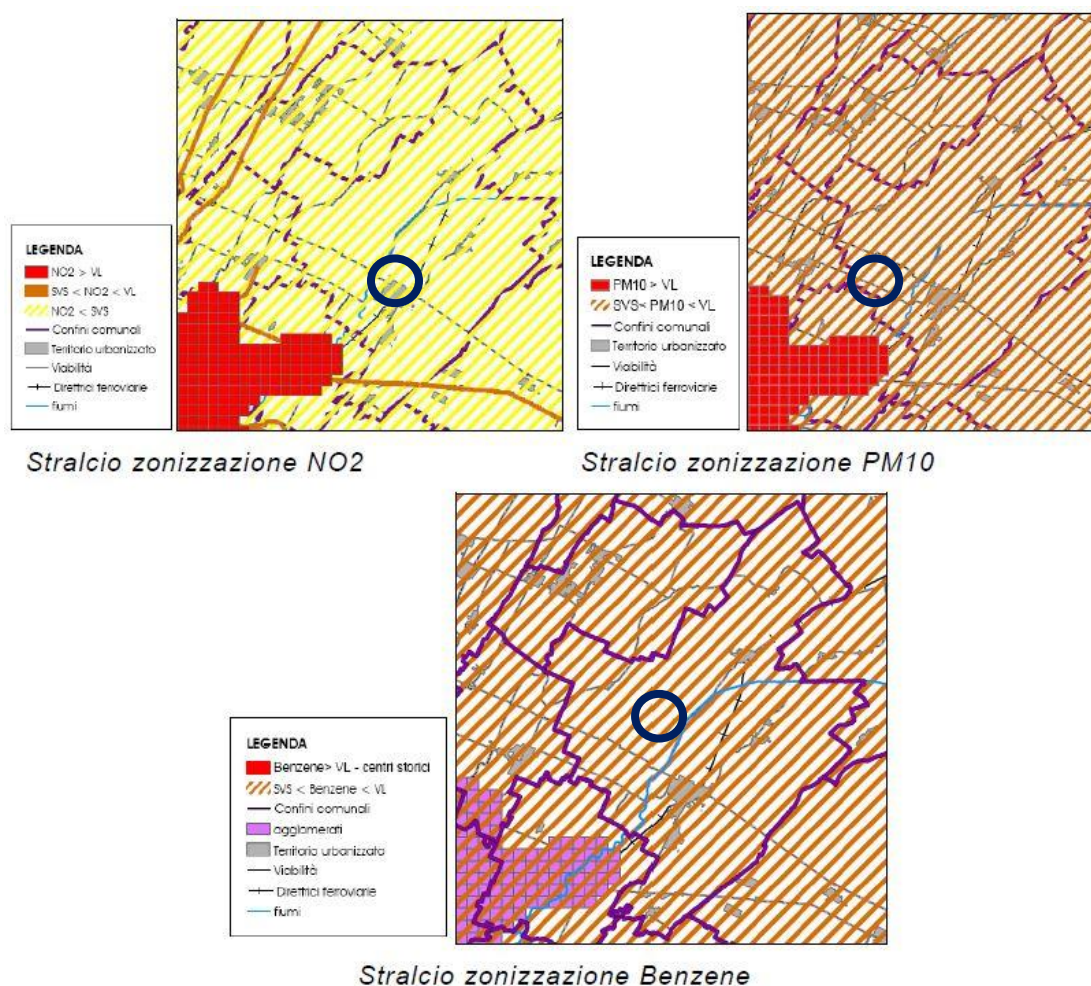 LEGENDA
NO2 > VL
SVS < NO2 < VL
NO2 < SVS
Confini comunali
Territorio urbanizzato
Viabilità
Direttrici ferroviarie
fiumi
Stralcio zonizzazione NO2
LEGENDA
PM10 > VL
SVS< PM10 < VL
Confini comunali
Territorio urbanizzato
Viabilità
Direttrici ferroviarie
fiumi
Stralcio zonizzazione PM10
LEGENDA
Benzene> VL - centri storici
SVS < Benzene < VL
Confini comunali
agglomerati
Territorio urbanizzato
Viabilità
Direttrici ferroviarie
fiumi
Stralcio zonizzazione Benzene